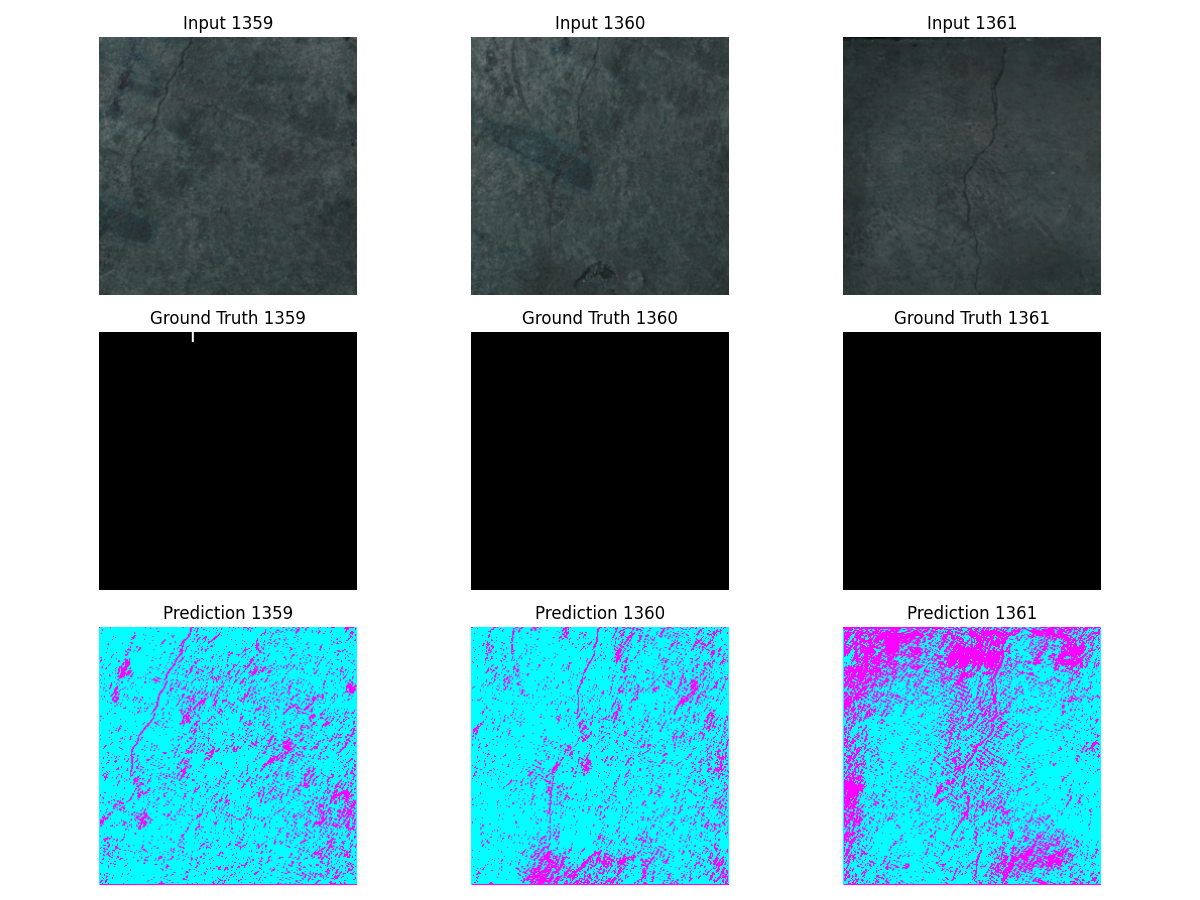 Input 1359
Input 1360
Input 1361
Ground Truth 1359
Ground Truth 1360
Ground Truth 1361
Prediction 1359
Prediction 1360
Prediction 1361